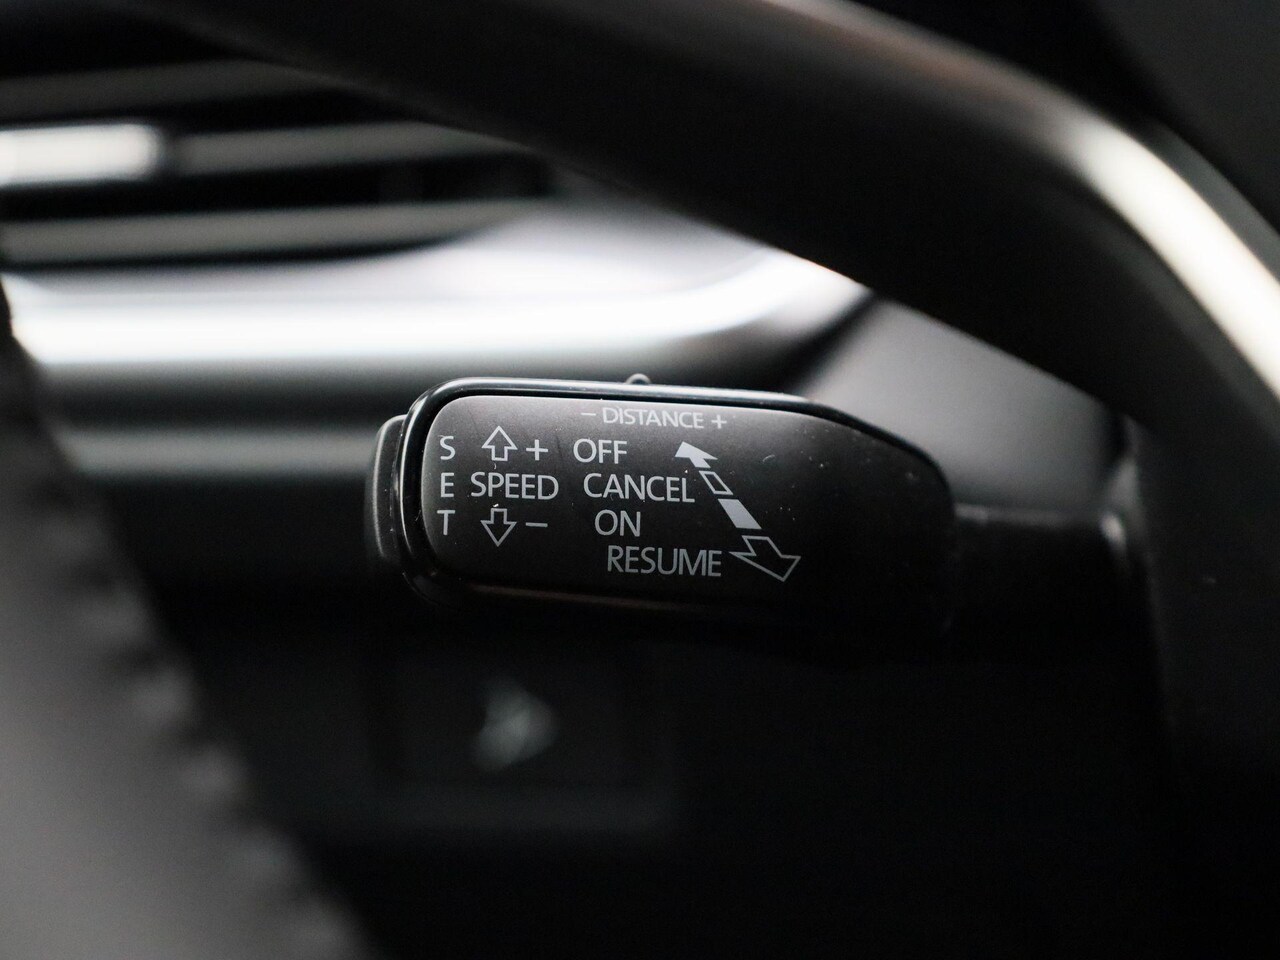 − DISTANCE +
S + OFF
E SPEED CANCEL
T − ON
RESUME